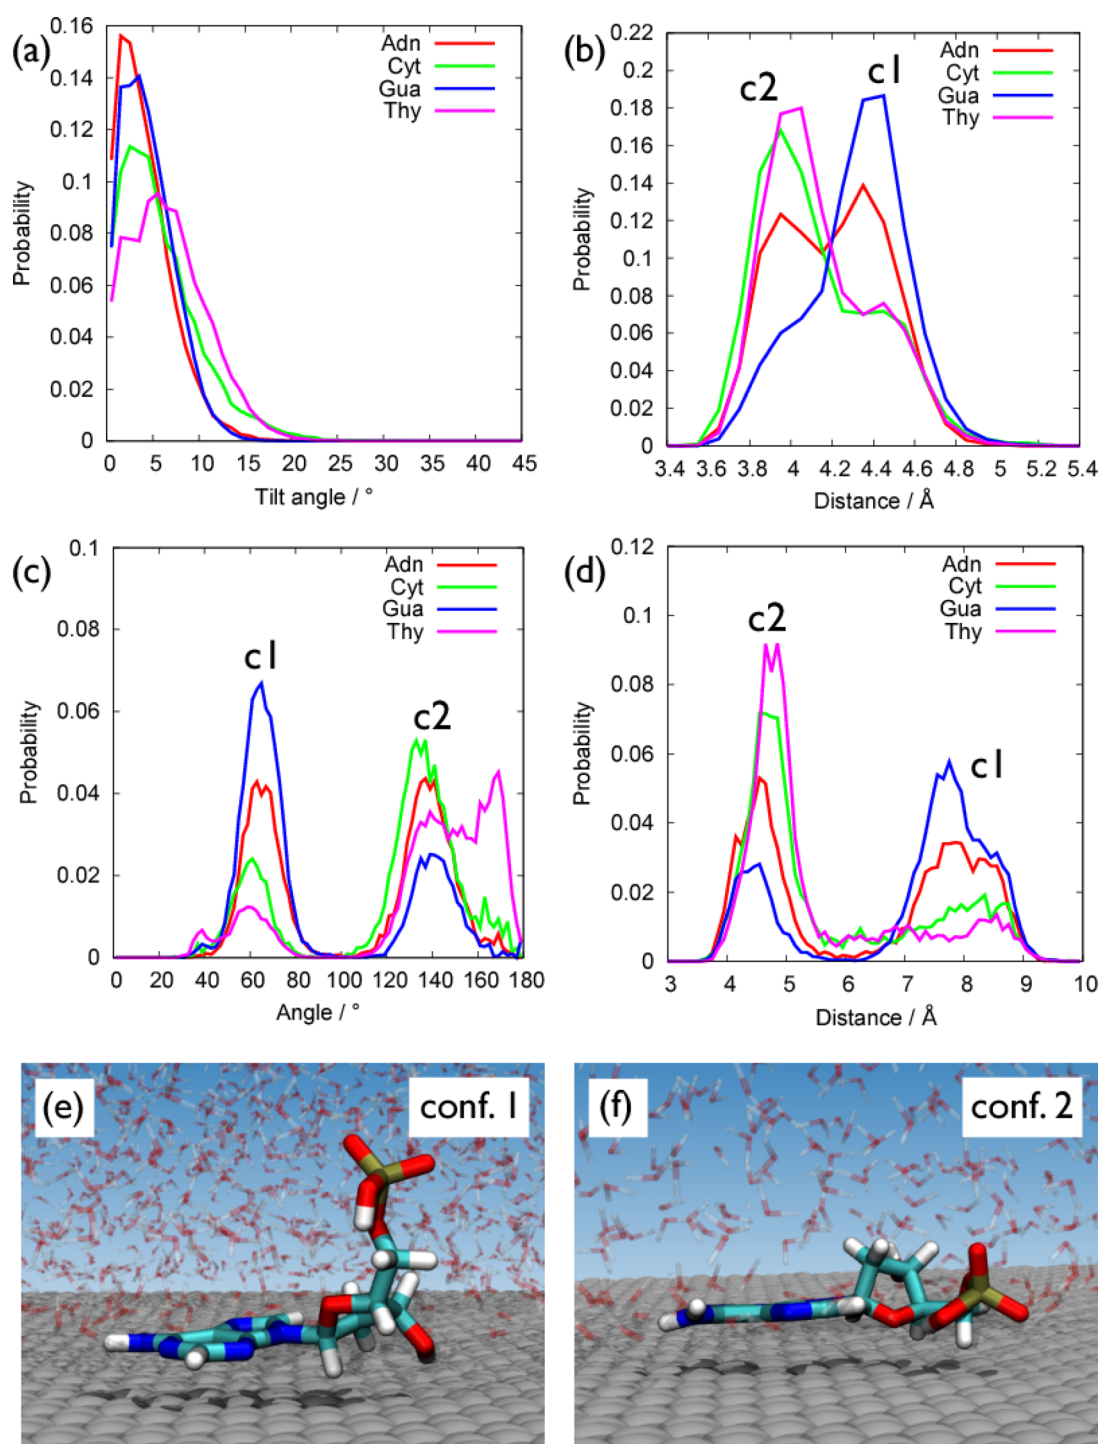 (a)
0.16
0.14
0.12
0.1
0.08
0.06
0.04
0.02
0
Probability
Adn
Cyt
Gua
Thy
0 5 10 15 20 25 30 35 40 45
Tilt angle / °
(b)
0.22
0.2
0.18
0.16
0.14
0.12
0.1
0.08
0.06
0.04
0.02
0
Probability
c2
c1
Adn
Cyt
Gua
Thy
3.4 3.6 3.8 4 4.2 4.4 4.6 4.8 5 5.2 5.4
Distance / Å
(c)
0.1
0.08
0.06
0.04
0.02
0
Probability
c1
c2
Adn
Cyt
Gua
Thy
0 20 40 60 80 100 120 140 160 180
Angle / °
(d)
0.12
0.1
0.08
0.06
0.04
0.02
0
Probability
c2
c1
Adn
Cyt
Gua
Thy
3 4 5 6 7 8 9 10
Distance / Å
(e)
conf. 1
(f)
conf. 2